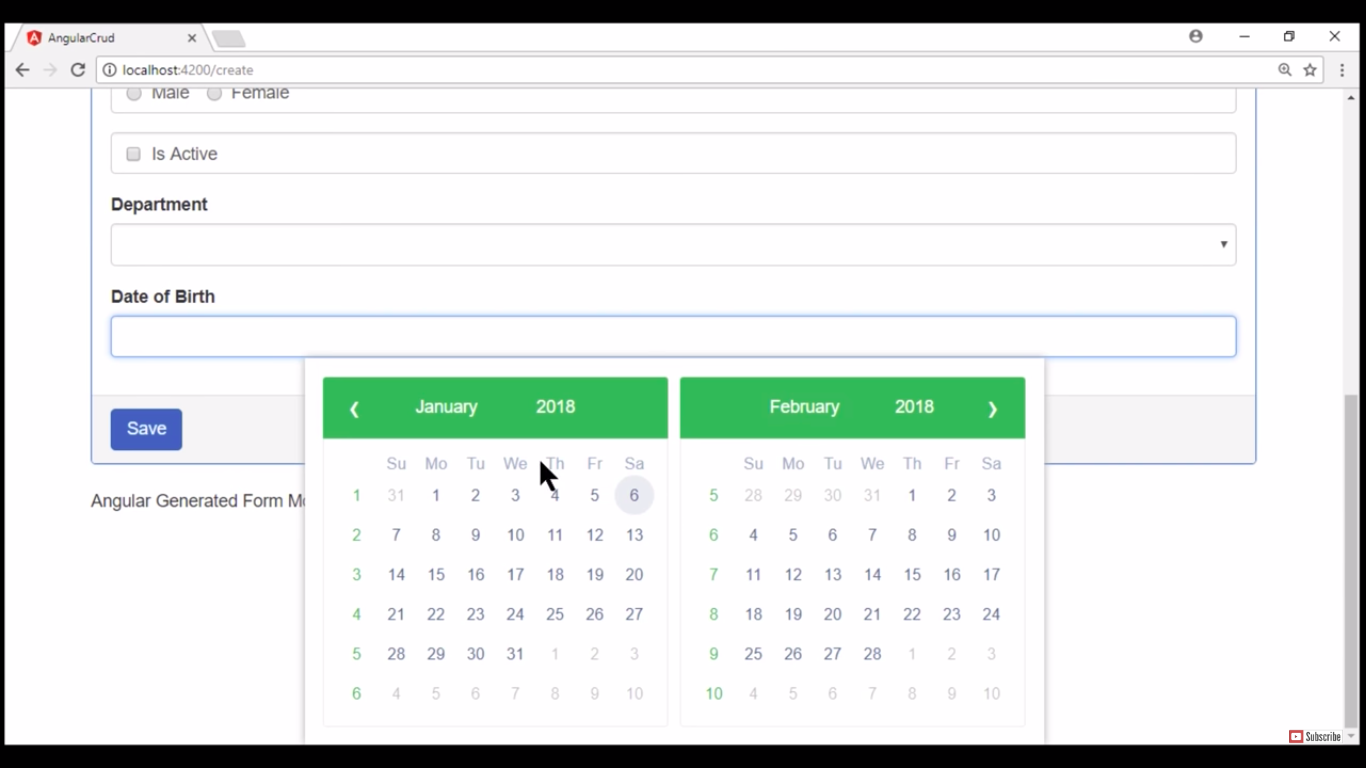 AngularCrud
localhost:4200/create
Male Female
Is Active
Department
Date of Birth
January 2018 February 2018
Save
Su Mo Tu We Th Fr Sa Su Mo Tu We Th Fr Sa
Angular Generated Form
1 31 1 2 3 4 5 6 5 28 29 30 31 1 2 3
2 7 8 9 10 11 12 13 6 4 5 6 7 8 9 10
3 14 15 16 17 18 19 20 7 11 12 13 14 15 16 17
4 21 22 23 24 25 26 27 8 18 19 20 21 22 23 24
5 28 29 30 31 1 2 3 9 25 26 27 28 1 2 3
6 4 5 6 7 8 9 10 10 4 5 6 7 8 9 10
Subscribe